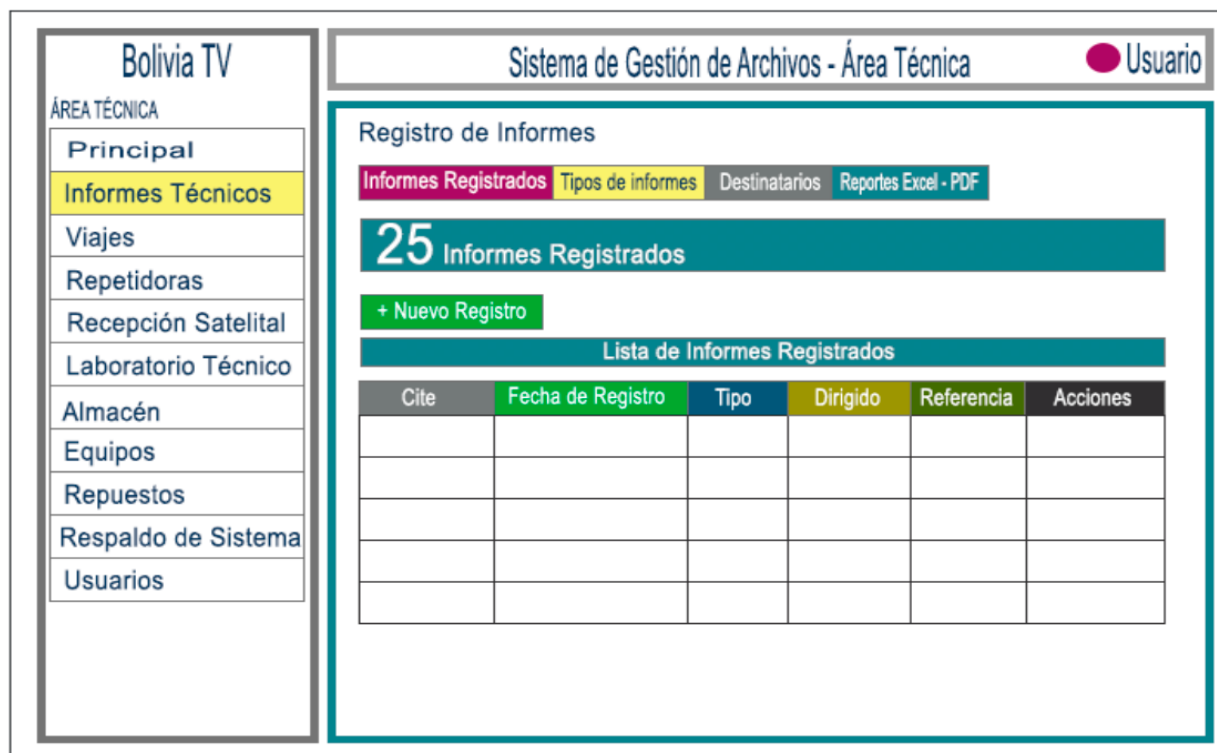 Bolivia TV
ÁREA TÉCNICA
Principal
Informes Técnicos
Viajes
Repetidoras
Recepción Satelital
Laboratorio Técnico
Almacén
Equipos
Repuestos
Respaldo de Sistema
Usuarios
Sistema de Gestión de Archivos - Área Técnica
Usuario
Registro de Informes
Informes Registrados Tipos de informes Destinatarios Reportes Excel - PDF
25 Informes Registrados
+ Nuevo Registro
Lista de Informes Registrados
Cite Fecha de Registro Tipo Dirigido Referencia Acciones